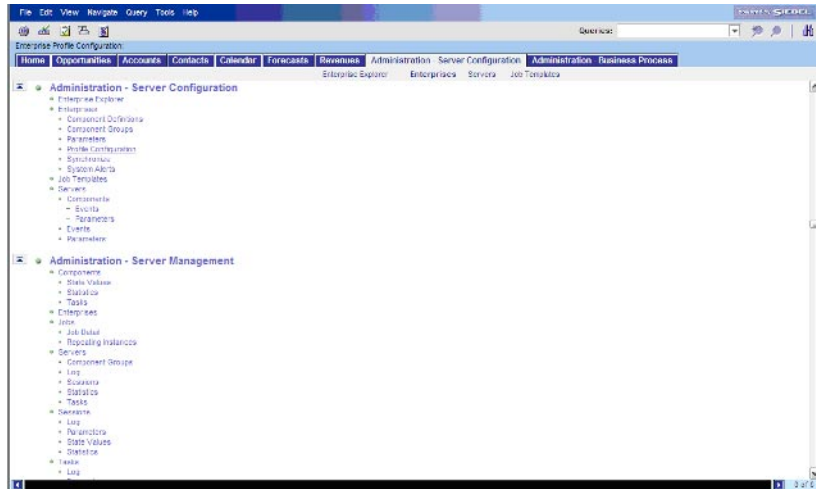 File Edit View Navigate Query Tools Help
SIEBEL
Queries:
Enterprise Profile Configuration:
Home Opportunities Accounts Contacts Calendar Forecasts Revenues Administration - Server Configuration Administration - Business Process
Enterprise Explorer Enterprises Servers Job Templates
Administration - Server Configuration
Enterprise Explorer
Enterprises
Component Definitions
Component Groups
Parameters
Profile Configuration
Synchronize
System Alerts
Job Templates
Servers
Components
Events
Parameters
Events
Parameters
Administration - Server Management
Components
State Values
Statistics
Tasks
Enterprises
Jobs
Job Detail
Repeating Instances
Servers
Component Groups
Log
Sessions
Statistics
Tasks
Sessions
Log
Parameters
State Values
Statistics
Tasks
Log
0 of 0